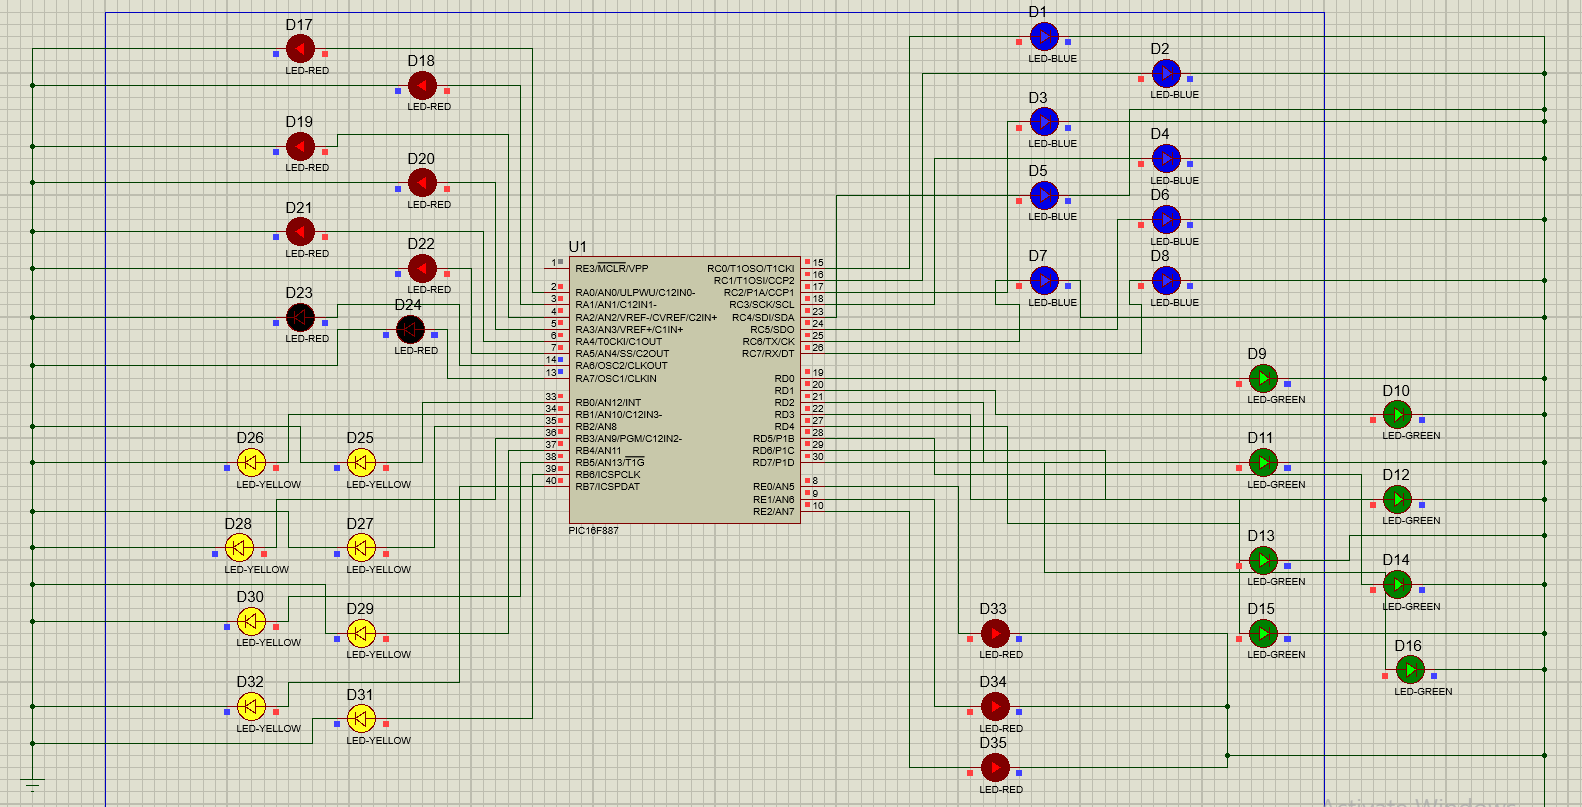 D17
LED-RED
D18
LED-RED
D19
LED-RED
D20
LED-RED
D21
LED-RED
D22
LED-RED
D23
LED-RED
D24
LED-RED
D26
LED-YELLOW
D25
LED-YELLOW
D28
LED-YELLOW
D27
LED-YELLOW
D30
LED-YELLOW
D29
LED-YELLOW
D32
LED-YELLOW
D31
LED-YELLOW
U1
1 RE3/MCLR/VPP
2 RA0/AN0/ULPWU/C12IN0-
3 RA1/AN1/C12IN1-
4 RA2/AN2/VREF-/CVREF/C2IN+
5 RA3/AN3/VREF+/C1IN+
6 RA4/T0CKI/C1OUT
7 RA5/AN4/SS/C2OUT
14 RA6/OSC2/CLKOUT
13 RA7/OSC1/CLKIN
33 RB0/AN12/INT
34 RB1/AN10/C12IN3-
35 RB2/AN8
36 RB3/AN9/PGM/C12IN2-
37 RB4/AN11
38 RB5/AN13/T1G
39 RB6/ICSPCLK
40 RB7/ICSPDAT
RC0/T1OSO/T1CKI 15
RC1/T1OSI/CCP2 16
RC2/P1A/CCP1 17
RC3/SCK/SCL 18
RC4/SDI/SDA 23
RC5/SDO 24
RC6/TX/CK 25
RC7/RX/DT 26
RD0 19
RD1 20
RD2 21
RD3 22
RD4 27
RD5/P1B 28
RD6/P1C 29
RD7/P1D 30
RE0/AN5 8
RE1/AN6 9
RE2/AN7 10
PIC16F887
D1
LED-BLUE
D2
LED-BLUE
D3
LED-BLUE
D4
LED-BLUE
D5
LED-BLUE
D6
LED-BLUE
D7
LED-BLUE
D8
LED-BLUE
D9
LED-GREEN
D10
LED-GREEN
D11
LED-GREEN
D12
LED-GREEN
D13
LED-GREEN
D14
LED-GREEN
D15
LED-GREEN
D16
LED-GREEN
D33
LED-RED
D34
LED-RED
D35
LED-RED
Activate Windows